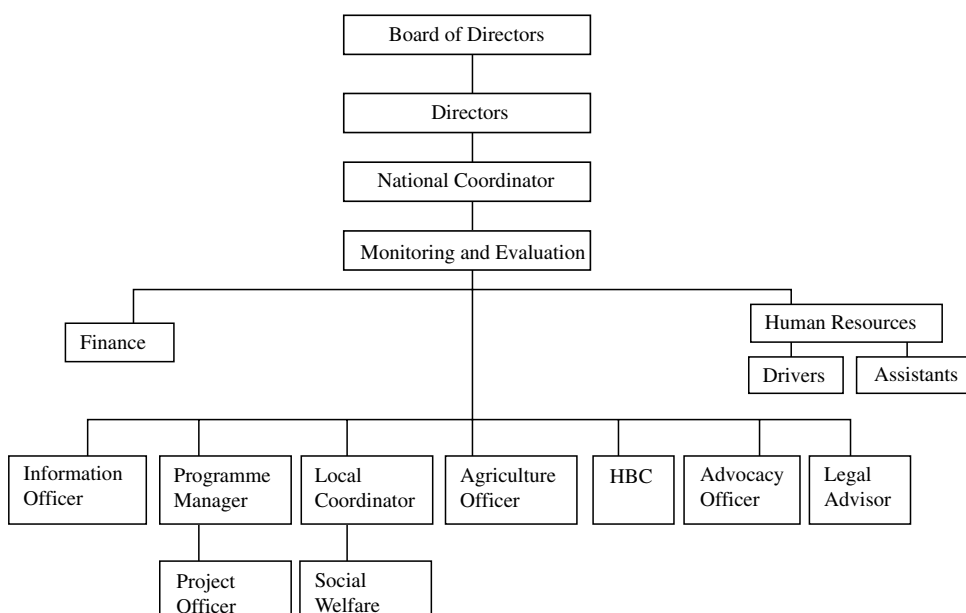 Board of Directors
Directors
National Coordinator
Monitoring and Evaluation
Finance
Human Resources
Drivers
Assistants
Information
Officer
Programme
Manager
Local
Coordinator
Agriculture
Officer
HBC
Advocacy
Officer
Legal
Advisor
Project
Officer
Social
Welfare